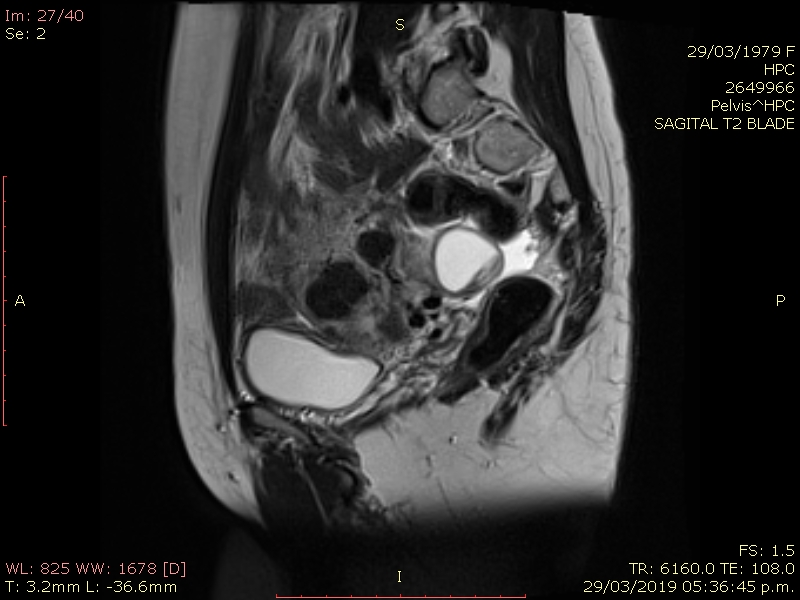 Im: 27/40
Se: 2
S
29/03/1979 F
HPC
2649966
Pelvis^HPC
SAGITAL T2 BLADE
A
P
WL: 825 WW: 1678 [D]
T: 3.2mm L: -36.6mm
I
FS: 1.5
TR: 6160.0 TE: 108.0
29/03/2019 05:36:45 p.m.